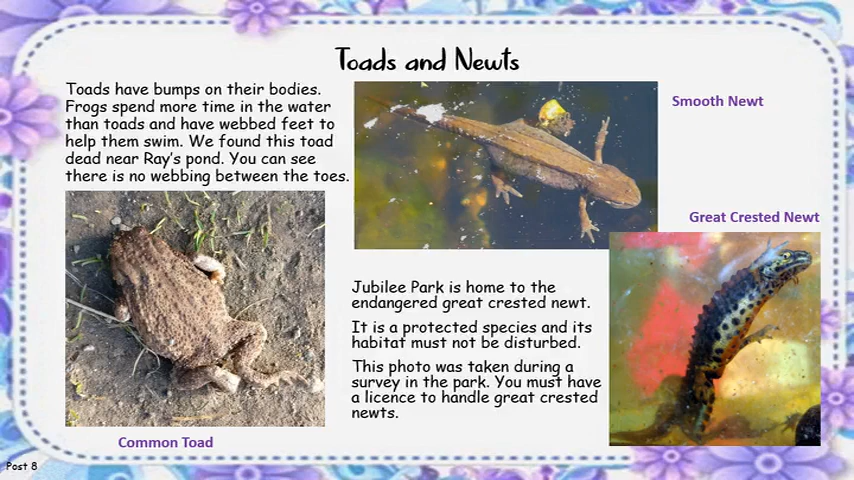 Toads and Newts
Toads have bumps on their bodies.
Frogs spend more time in the water
than toads and have webbed feet to
help them swim. We found this toad
dead near Ray's pond. You can see
there is no webbing between the toes.
Smooth Newt
Great Crested Newt
Jubilee Park is home to the
endangered great crested newt.
It is a protected species and its
habitat must not be disturbed.
This photo was taken during a
survey in the park. You must have
a licence to handle great crested
newts.
Common Toad
Post 8